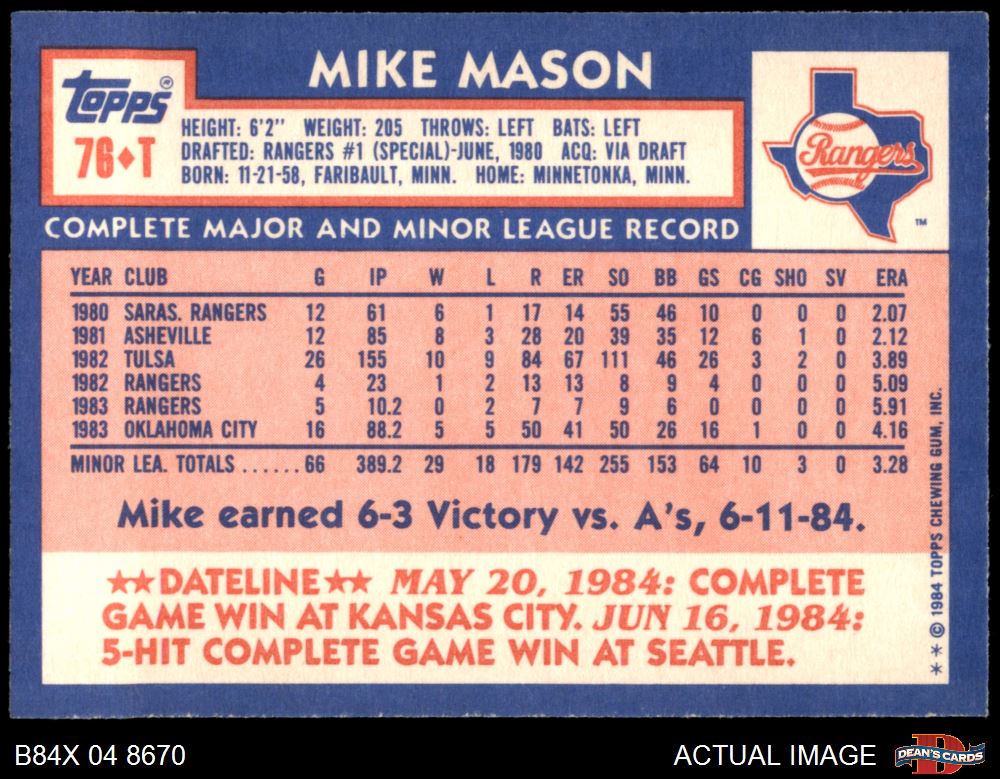 MIKE MASON
Topps®
76♦T
HEIGHT: 6'2" WEIGHT: 205 THROWS: LEFT BATS: LEFT
DRAFTED: RANGERS #1 (SPECIAL)-JUNE, 1980 ACQ: VIA DRAFT
BORN: 11-21-58, FARIBAULT, MINN. HOME: MINNETONKA, MINN.
Rangers
TM
COMPLETE MAJOR AND MINOR LEAGUE RECORD
YEAR CLUB G IP W L R ER SO BB GS CG SHO SV ERA
1980 SARAS. RANGERS 12 61 6 1 17 14 55 46 10 0 0 0 2.07
1981 ASHEVILLE 12 85 8 3 28 20 39 35 12 6 1 0 2.12
1982 TULSA 26 155 10 9 84 67 111 46 26 3 2 0 3.89
1982 RANGERS 4 23 1 2 13 13 8 9 4 0 0 0 5.09
1983 RANGERS 5 10.2 0 2 7 7 9 6 0 0 0 0 5.91
1983 OKLAHOMA CITY 16 88.2 5 5 50 41 50 26 16 1 0 0 4.16
MINOR LEA. TOTALS ......66 389.2 29 18 179 142 255 153 64 10 3 0 3.28
Mike earned 6-3 Victory vs. A's, 6-11-84.
★★DATELINE★★ MAY 20, 1984: COMPLETE
GAME WIN AT KANSAS CITY. JUN 16, 1984:
5-HIT COMPLETE GAME WIN AT SEATTLE.
**© 1984 TOPPS CHEWING GUM, INC.
B84X 04 8670
ACTUAL IMAGE
DEAN'S CARDS